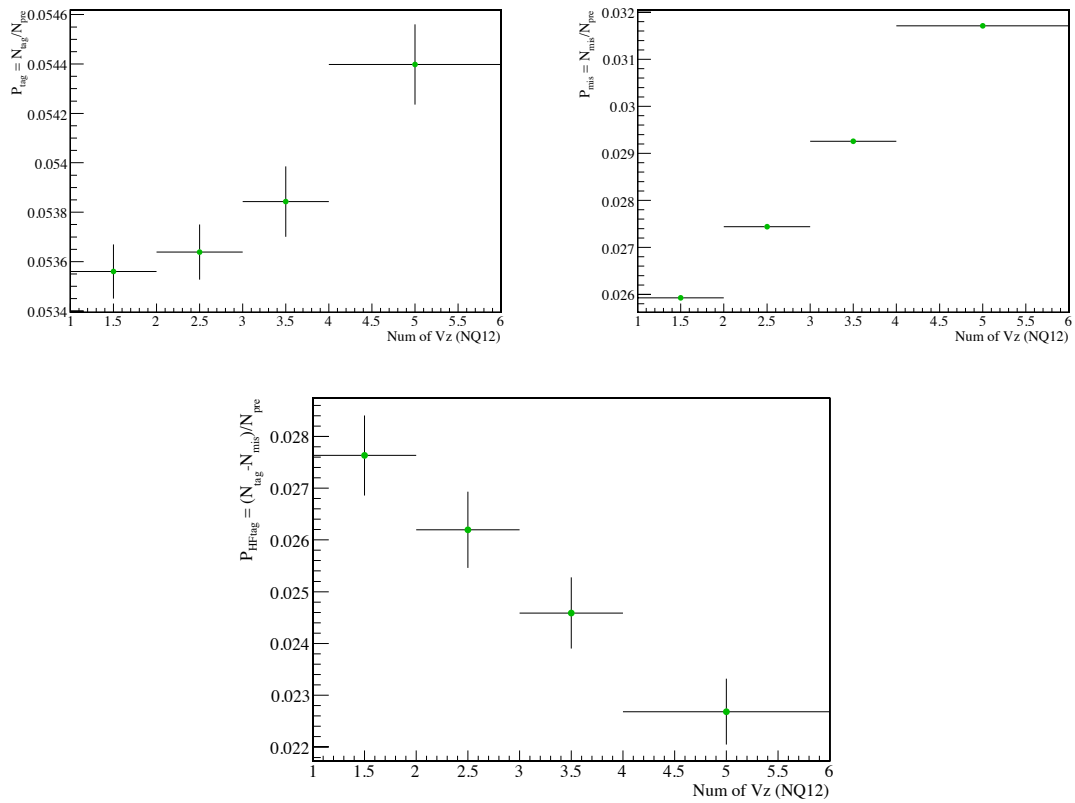 P_tag = N_tag/N_pre
0.0546
0.0544
0.0542
0.054
0.0538
0.0536
0.0534
1 1.5 2 2.5 3 3.5 4 4.5 5 5.5 6
Num of Vz (NQ12)
P_mis = N_mis/N_pre
0.032
0.031
0.03
0.029
0.028
0.027
0.026
1 1.5 2 2.5 3 3.5 4 4.5 5 5.5 6
Num of Vz (NQ12)
P_HFtag = (N_tag -N_mis)/N_pre
0.028
0.027
0.026
0.025
0.024
0.023
0.022
1 1.5 2 2.5 3 3.5 4 4.5 5 5.5 6
Num of Vz (NQ12)